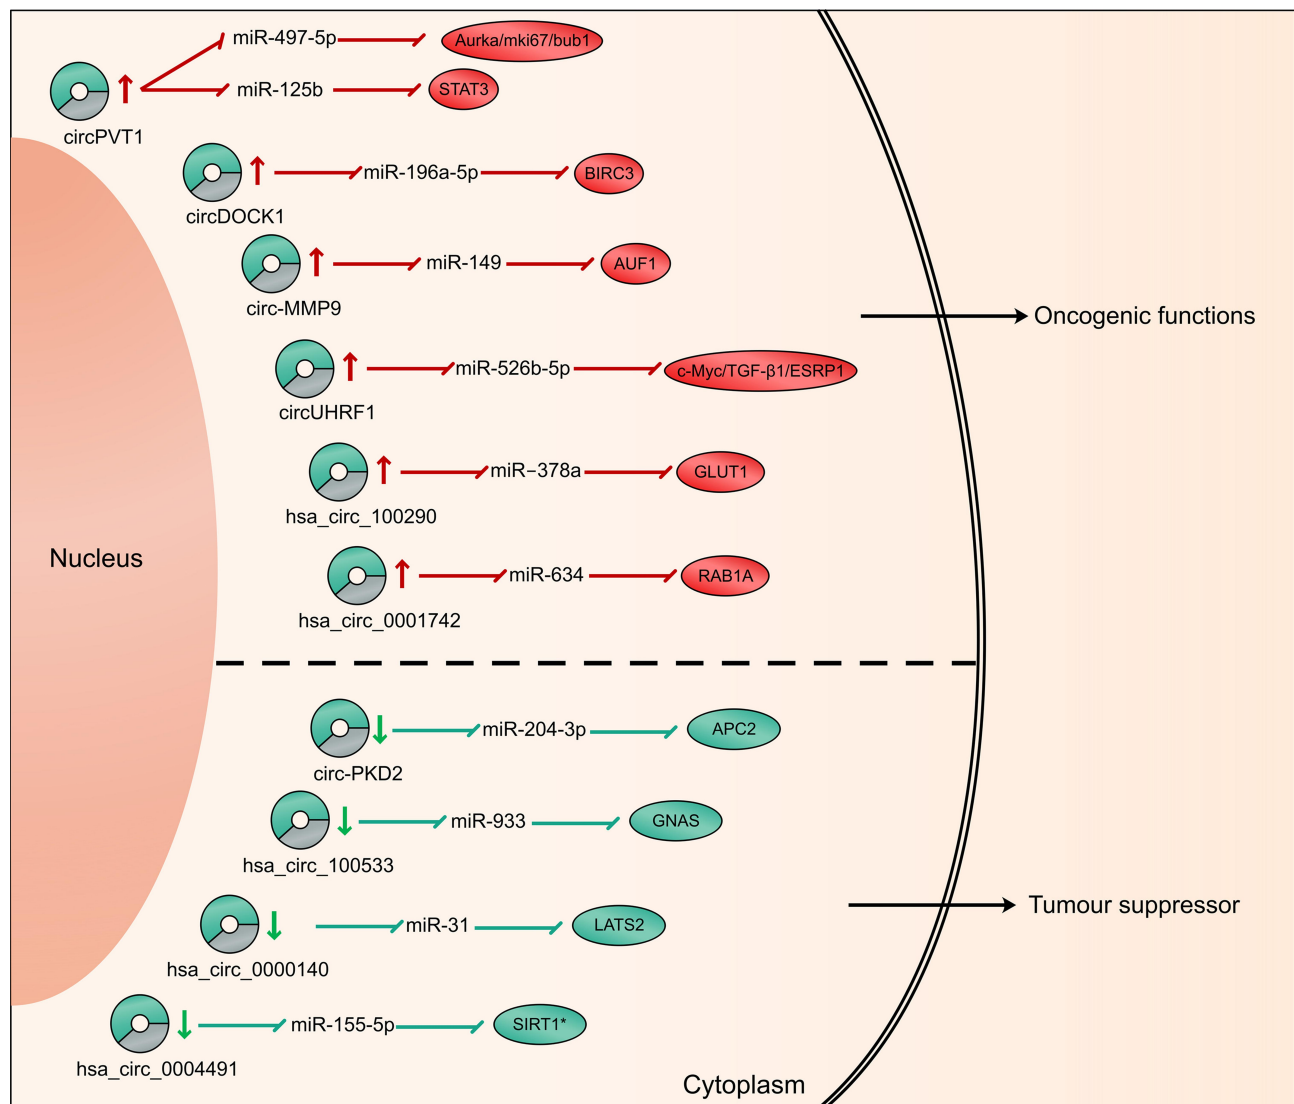 miR-497-5p
Aurka/mki67/bub1
miR-125b
STAT3
circPVT1
miR-196a-5p
BIRC3
circDOCK1
miR-149
AUF1
circ-MMP9
Oncogenic functions
miR-526b-5p
c-Myc/TGF-β1/ESRP1
circUHRF1
miR–378a
GLUT1
hsa_circ_100290
Nucleus
miR-634
RAB1A
hsa_circ_0001742
miR-204-3p
APC2
circ-PKD2
miR-933
GNAS
hsa_circ_100533
Tumour suppressor
miR-31
LATS2
hsa_circ_0000140
miR-155-5p
SIRT1*
hsa_circ_0004491
Cytoplasm